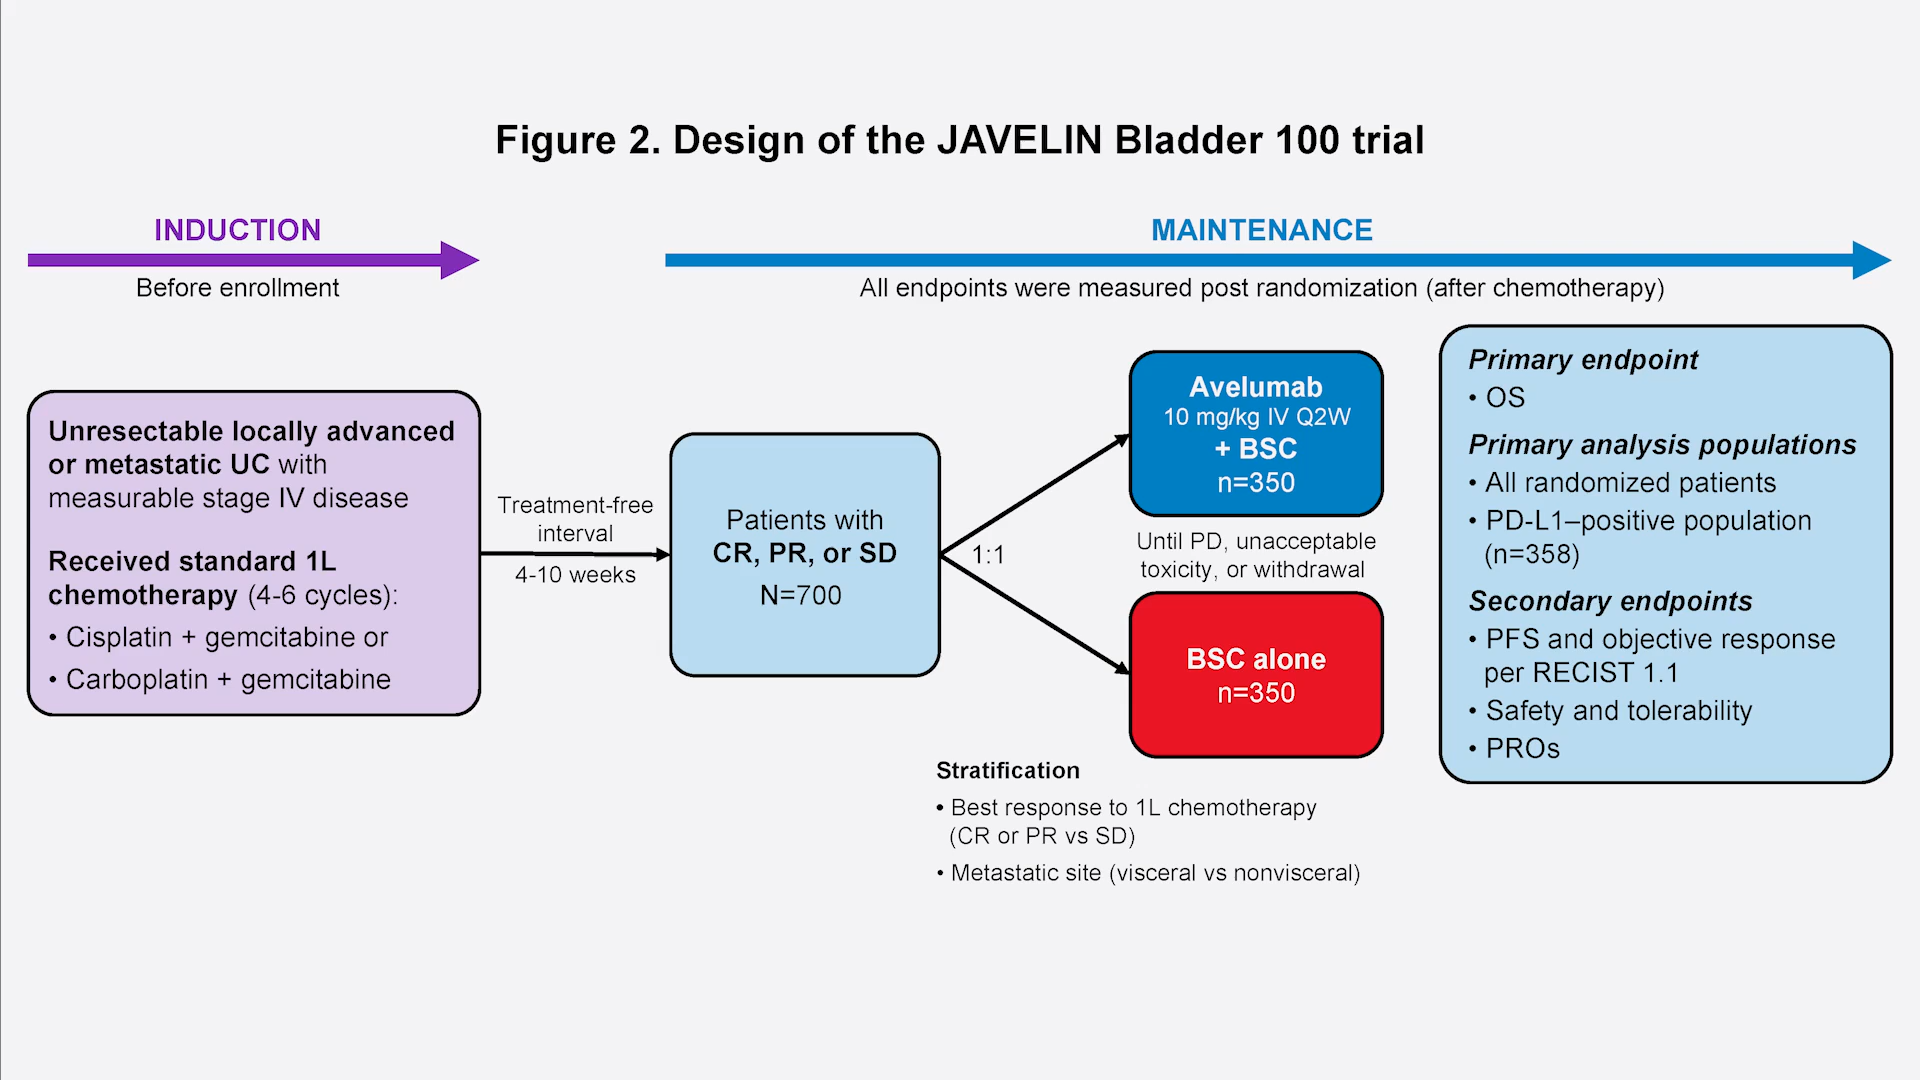 Figure 2. Design of the JAVELIN Bladder 100 trial
INDUCTION
Before enrollment
MAINTENANCE
All endpoints were measured post randomization (after chemotherapy)
Unresectable locally advanced
or metastatic UC with
measurable stage IV disease
Received standard 1L
chemotherapy (4-6 cycles):
• Cisplatin + gemcitabine or
• Carboplatin + gemcitabine
Treatment-free
interval
4-10 weeks
Patients with
CR, PR, or SD
N=700
1:1
Avelumab
10 mg/kg IV Q2W
+ BSC
n=350
Until PD, unacceptable
toxicity, or withdrawal
BSC alone
n=350
Stratification
• Best response to 1L chemotherapy
(CR or PR vs SD)
• Metastatic site (visceral vs nonvisceral)
Primary endpoint
• OS
Primary analysis populations
• All randomized patients
• PD-L1–positive population
(n=358)
Secondary endpoints
• PFS and objective response
per RECIST 1.1
• Safety and tolerability
• PROs